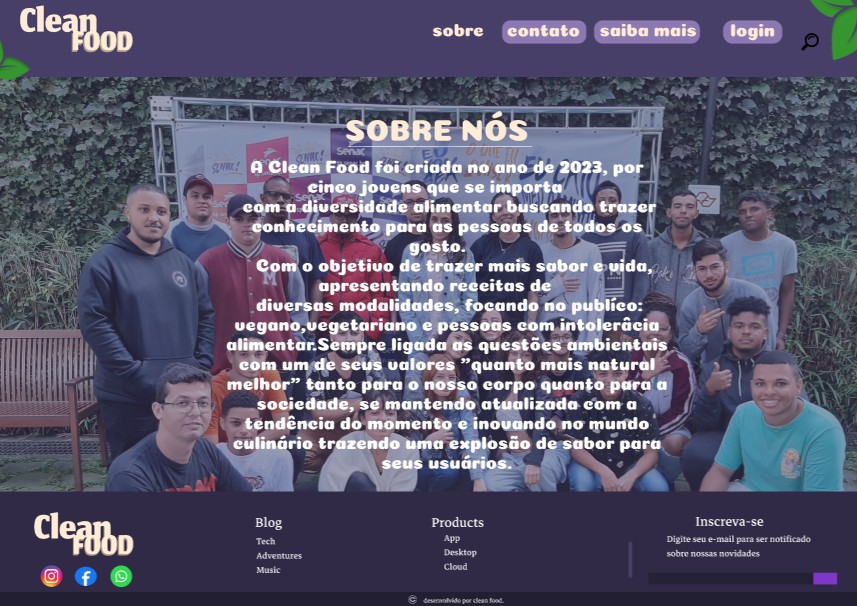 Clean
FOOD
sobre contato saiba mais login
SOBRE NÓS
Senac
A Clean Food foi criada no ano de 2023, por
cinco jovens que se importa
com a diversidade alimentar buscando trazer
conhecimento para as pessoas de todos os
gosto.
Com o objetivo de trazer mais sabor e vida,
apresentando receitas de
diversas modalidades, focando no publíco:
vegano,vegetariano e pessoas com intolerâcia
alimentar.Sempre ligada as questões ambientais
com um de seus valores "quanto mais natural
melhor" tanto para o nosso corpo quanto para a
sociedade, se mantendo atualizada com a
tendência do momento e inovando no mundo
culinário trazendo uma explosão de sabor para
seus usuários.
Clean
FOOD
Blog
Tech
Adventures
Music
Products
App
Desktop
Cloud
Inscreva-se
Digite seu e-mail para ser notificado
sobre nossas novidades
© desenvolvido por clean food.